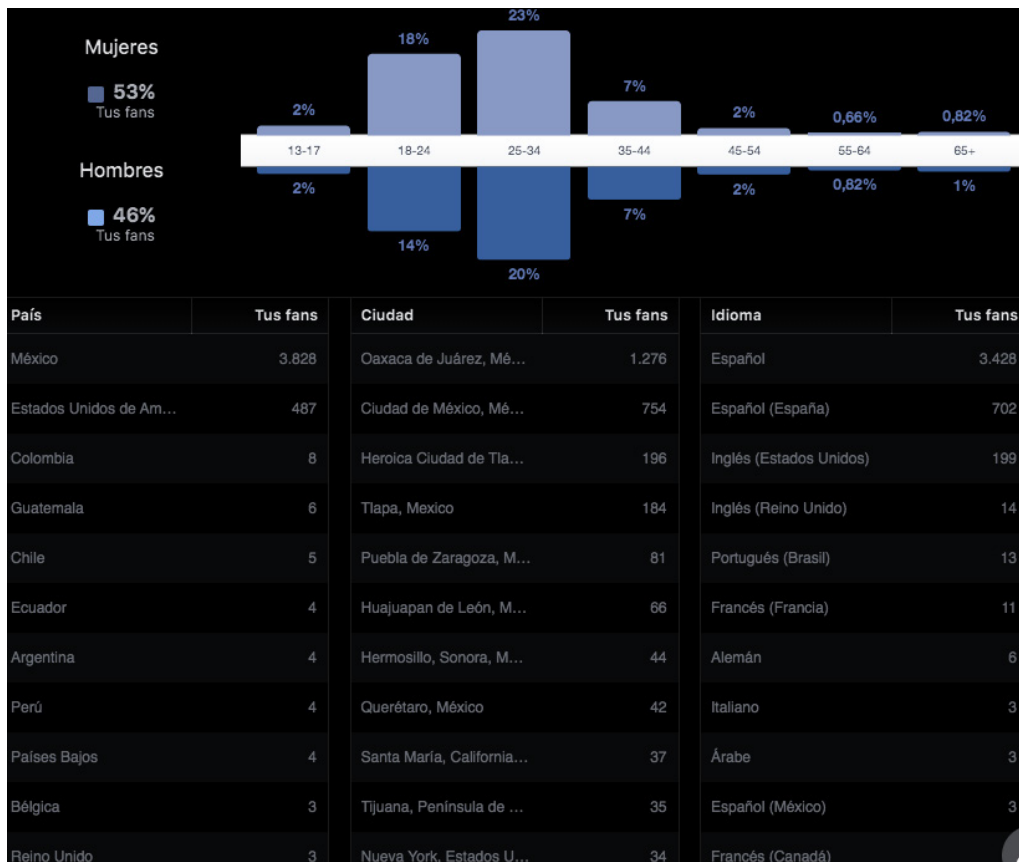 Mujeres
53%
Tus fans
Hombres
46%
Tus fans
2% 18% 23% 7% 2% 0,66% 0,82%
13-17 18-24 25-34 35-44 45-54 55-64 65+
2% 14% 20% 7% 2% 0,82% 1%
País Tus fans Ciudad Tus fans Idioma Tus fans
México 3.828 Oaxaca de Juárez, Mé... 1.276 Español 3.428
Estados Unidos de Am... 487 Ciudad de México, Mé... 754 Español (España) 702
Colombia 8 Heroica Ciudad de Tla... 196 Inglés (Estados Unidos) 199
Guatemala 6 Tlapa, Mexico 184 Inglés (Reino Unido) 14
Chile 5 Puebla de Zaragoza, M... 81 Portugués (Brasil) 13
Ecuador 4 Huajuapan de León, M... 66 Francés (Francia) 11
Argentina 4 Hermosillo, Sonora, M... 44 Alemán 6
Perú 4 Querétaro, México 42 Italiano 3
Países Bajos 4 Santa María, California... 37 Árabe 3
Bélgica 3 Tijuana, Península de ... 35 Español (México) 3
Reino Unido 3 Nueva York, Estados U... 34 Francés (Canadá)